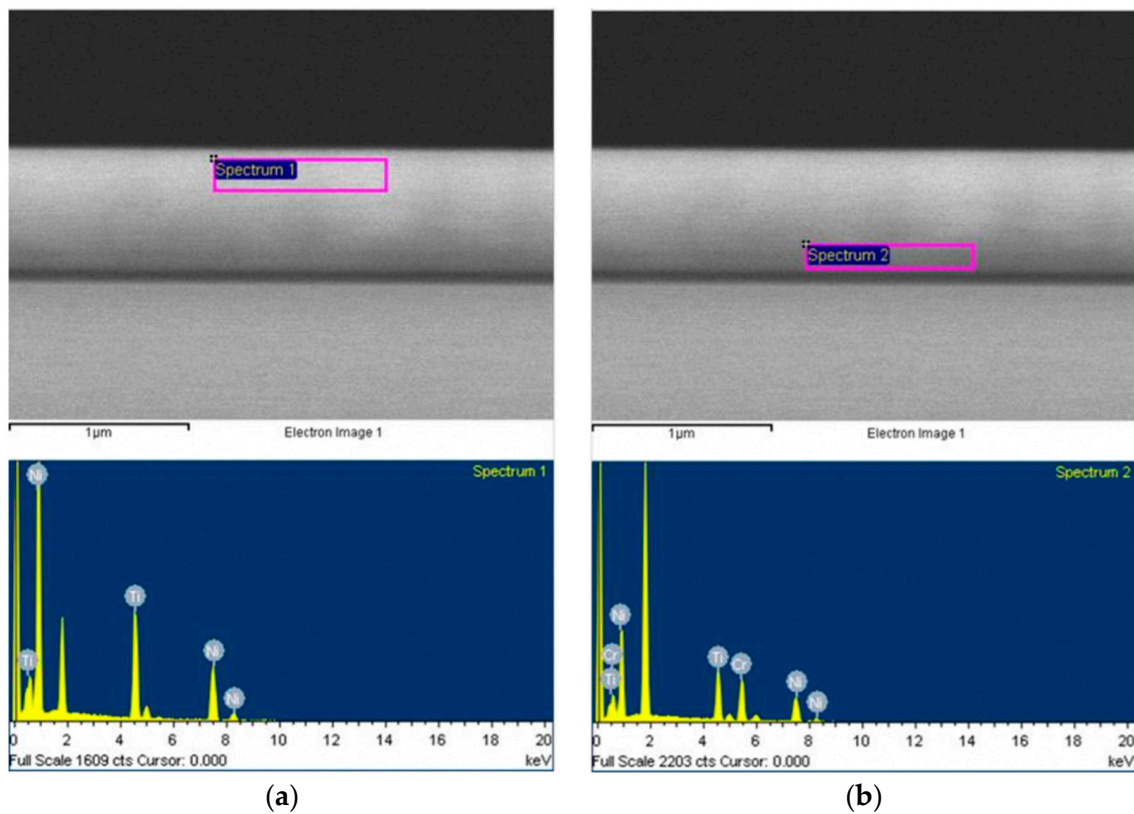 Spectrum 1
1µm
Electron Image 1
Spectrum 1
Ni
Ti
Ti
Ni
Ni
0 2 4 6 8 10 12 14 16 18 20
Full Scale 1609 cts Cursor: 0.000 keV
(a)
Spectrum 2
1µm
Electron Image 1
Spectrum 2
Ni
Cr
Ti
Ti
Cr
Ni
Ni
0 2 4 6 8 10 12 14 16 18 20
Full Scale 2203 cts Cursor: 0.000 keV
(b)